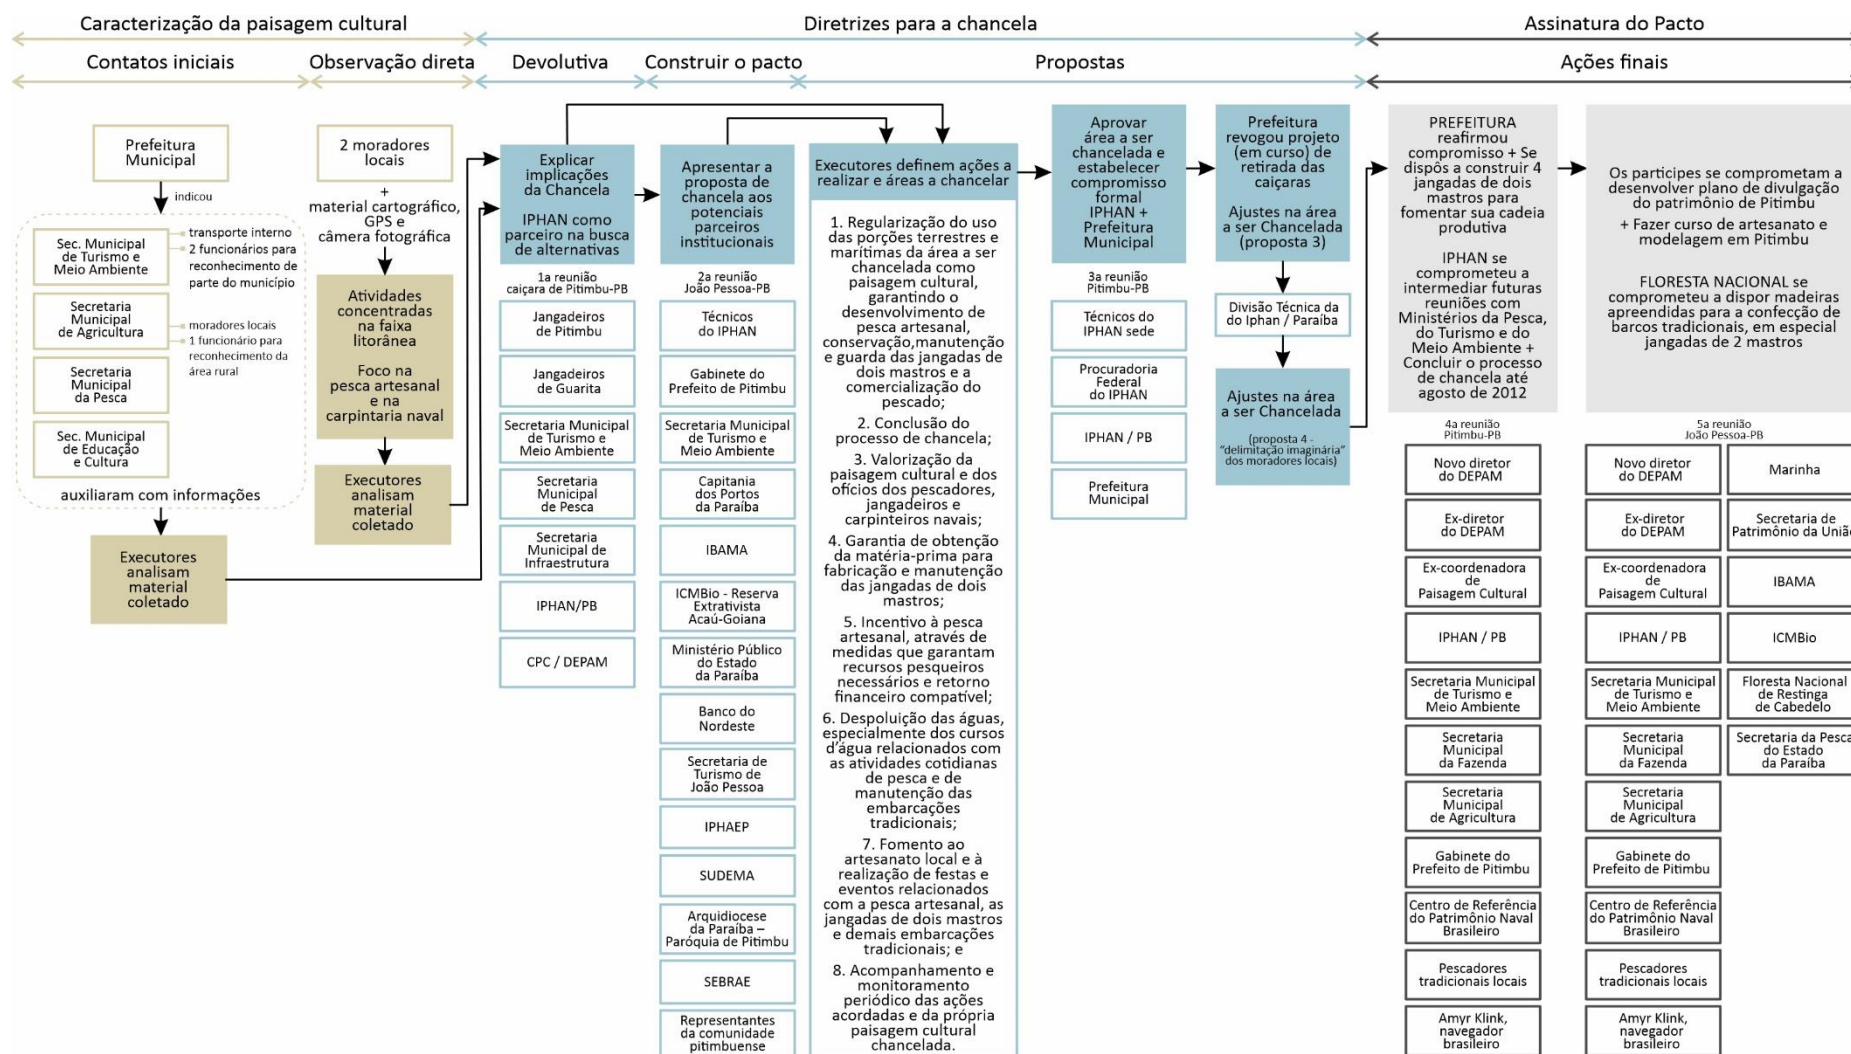 Caracterização da paisagem cultural
Diretrizes para a chancela
Assinatura do Pacto
Contatos iniciais
Observação direta
Devolutiva
Construir o pacto
Propostas
Ações finais
Prefeitura
Municipal
indicou
Sec. Municipal
de Turismo e
Meio Ambiente
transporte interno
2 funcionários para
reconhecimento de
parte do município
Secretaria
Municipal
de Agricultura
moradores locais
1 funcionário para
reconhecimento da
área rural
Secretaria
Municipal
da Pesca
Sec. Municipal
de Educação
e Cultura
auxiliaram com informações
Executores
analisam
material
coletado
2 moradores
locais
+
material cartográfico,
GPS e
câmera fotográfica
Atividades
concentradas
na faixa
litorânea
Foco na
pesca artesanal
e na
carpintaria naval
Executores
analisam
material
coletado
Explicar
implicações
da Chancela
IPHAN como
parceiro na busca
de alternativas
1a reunião
caiçara de Pitimbu-PB
Jangadeiros
de Pitimbu
Jangadeiros
de Guarita
Secretaria Municipal
de Turismo e
Meio Ambiente
Secretaria
Municipal
de Pesca
Secretaria
Municipal de
Infraestrutura
IPHAN/PB
CPC / DEPAM
Apresentar a
proposta de
chancela aos
potenciais
parceiros
institucionais
2a reunião
João Pessoa-PB
Técnicos
do IPHAN
Gabinete do
Prefeito de Pitimbu
Secretaria Municipal
de Turismo e
Meio Ambiente
Capitania
dos Portos
da Paraíba
IBAMA
ICMBio - Reserva
Extrativista
Acaú-Goiana
Ministério Público
do Estado
da Paraíba
Banco do
Nordeste
Secretaria de
Turismo de
João Pessoa
IPHAEP
SUDEMA
Arquidiocese
da Paraíba –
Paróquia de Pitimbu
SEBRAE
Representantes
da comunidade
pitimbuense
Executores definem ações a
realizar e áreas a chancelar
1. Regularização do uso
das porções terrestres e
marítimas da área a ser
chancelada como
paisagem cultural,
garantindo o
desenvolvimento de
pesca artesanal,
conservação,manutenção
e guarda das jangadas de
dois mastros e a
comercialização do
pescado;
2. Conclusão do
processo de chancela;
3. Valorização da
paisagem cultural e dos
ofícios dos pescadores,
jangadeiros e
carpinteiros navais;
4. Garantia de obtenção
da matéria-prima para
fabricação e manutenção
das jangadas de dois
mastros;
5. Incentivo à pesca
artesanal, através de
medidas que garantam
recursos pesqueiros
necessários e retorno
financeiro compatível;
6. Despoluição das águas,
especialmente dos cursos
d'água relacionados com
as atividades cotidianas
de pesca e de
manutenção das
embarcações
tradicionais;
7. Fomento ao
artesanato local e à
realização de festas e
eventos relacionados
com a pesca artesanal, as
jangadas de dois mastros
e demais embarcações
tradicionais; e
8. Acompanhamento e
monitoramento
periódico das ações
acordadas e da própria
paisagem cultural
chancelada.
Aprovar
área a ser
chancelada e
estabelecer
compromisso
formal
IPHAN +
Prefeitura
Municipal
3a reunião
Pitimbu-PB
Técnicos do
IPHAN sede
Procuradoria
Federal
do IPHAN
IPHAN / PB
Prefeitura
Municipal
Prefeitura
revogou projeto
(em curso) de
retirada das
caiçaras
Ajustes na área
a ser Chancelada
(proposta 3)
Divisão Técnica da
do Iphan / Paraíba
Ajustes na área
a ser Chancelada
(proposta 4 -
“delimitação imaginária”
dos moradores locais)
PREFEITURA
reafirmou
compromisso + Se
dispôs a construir 4
jangadas de dois
mastros para
fomentar sua cadeia
produtiva
IPHAN se
comprometeu a
intermediar futuras
reuniões com
Ministérios da Pesca,
do Turismo e do
Meio Ambiente +
Concluir o processo
de chancela até
agosto de 2012
4a reunião
Pitimbu-PB
Novo diretor
do DEPAM
Ex-diretor
do DEPAM
Ex-coordenadora
de
Paisagem Cultural
IPHAN / PB
Secretaria Municipal
de Turismo e
Meio Ambiente
Secretaria
Municipal
da Fazenda
Secretaria
Municipal
de Agricultura
Gabinete do
Prefeito de Pitimbu
Centro de Referência
do Patrimônio Naval
Brasileiro
Pescadores
tradicionais locais
Amyr Klink,
navegador
brasileiro
Os participes se comprometam a
desenvolver plano de divulgação
do patrimônio de Pitimbu
+ Fazer curso de artesanato e
modelagem em Pitimbu
FLORESTA NACIONAL se
comprometeu a dispor madeiras
apreendidas para a confecção de
barcos tradicionais, em especial
jangadas de 2 mastros
5a reunião
João Pessoa-PB
Novo diretor
do DEPAM
Ex-diretor
do DEPAM
Ex-coordenadora
de
Paisagem Cultural
IPHAN / PB
Secretaria Municipal
de Turismo e
Meio Ambiente
Secretaria
Municipal
da Fazenda
Secretaria
Municipal
de Agricultura
Gabinete do
Prefeito de Pitimbu
Centro de Referência
do Patrimônio Naval
Brasileiro
Pescadores
tradicionais locais
Amyr Klink,
navegador
brasileiro
Marinha
Secretaria de
Patrimônio da União
IBAMA
ICMBio
Floresta Nacional
de Restinga
de Cabedelo
Secretaria da Pesca
do Estado
da Paraíba